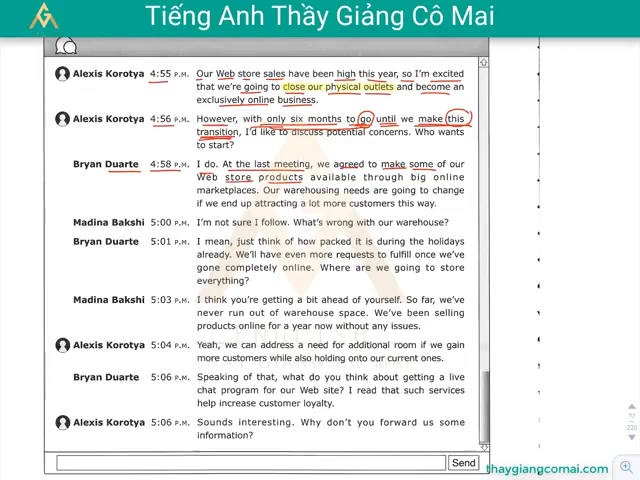 Tiếng Anh Thầy Giảng Cô Mai
Alexis Korotya 4:55 P.M. Our Web store sales have been high this year, so I'm excited
that we're going to close our physical outlets and become an
exclusively online business.
Alexis Korotya 4:56 P.M. However, with only six months to go until we make this
transition, I'd like to discuss potential concerns. Who wants
to start?
Bryan Duarte 4:58 P.M. I do. At the last meeting, we agreed to make some of our
Web store products available through big online
marketplaces. Our warehousing needs are going to change
if we end up attracting a lot more customers this way.
Madina Bakshi 5:00 P.M. I'm not sure I follow. What's wrong with our warehouse?
Bryan Duarte 5:01 P.M. I mean, just think of how packed it is during the holidays
already. We'll have even more requests to fulfill once we've
gone completely online. Where are we going to store
everything?
Madina Bakshi 5:03 P.M. I think you're getting a bit ahead of yourself. So far, we've
never run out of warehouse space. We've been selling
products online for a year now without any issues.
Alexis Korotya 5:04 P.M. Yeah, we can address a need for additional room if we gain
more customers while also holding onto our current ones.
Bryan Duarte 5:06 P.M. Speaking of that, what do you think about getting a live
chat program for our Web site? I read that such services
help increase customer loyalty.
Alexis Korotya 5:06 P.M. Sounds interesting. Why don't you forward us some
information?
Send
thaygiangcomai.com
77
220